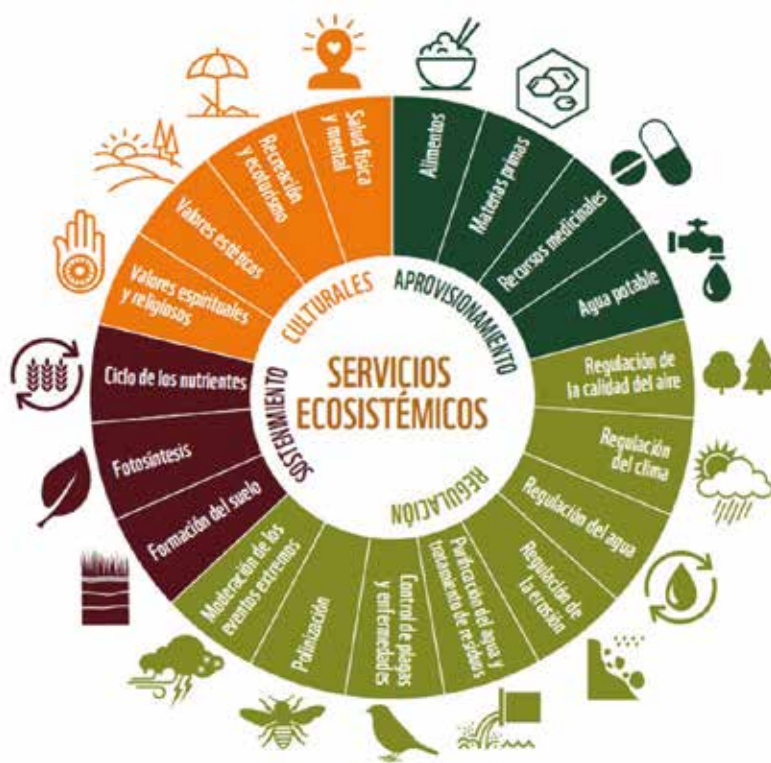 SERVICIOS
ECOSISTÉMICOS
APROVISIONAMIENTO
Alimentos
Materias primas
Recursos medicinales
Agua potable
REGULACIÓN
Regulación de
la calidad del aire
Regulación
del clima
Regulación del agua
Regulación de
la erosión
Purificación del agua y
tratamiento de residuos
Control de plagas
y enfermedades
Polinización
Moderación de los
eventos extremos
SOSTENIMIENTO
Formación del suelo
Fotosíntesis
Ciclo de los nutrientes
CULTURALES
Valores espirituales
y religiosos
Valores estéticos
Recreación
y ecoturismo
Salud física
y mental